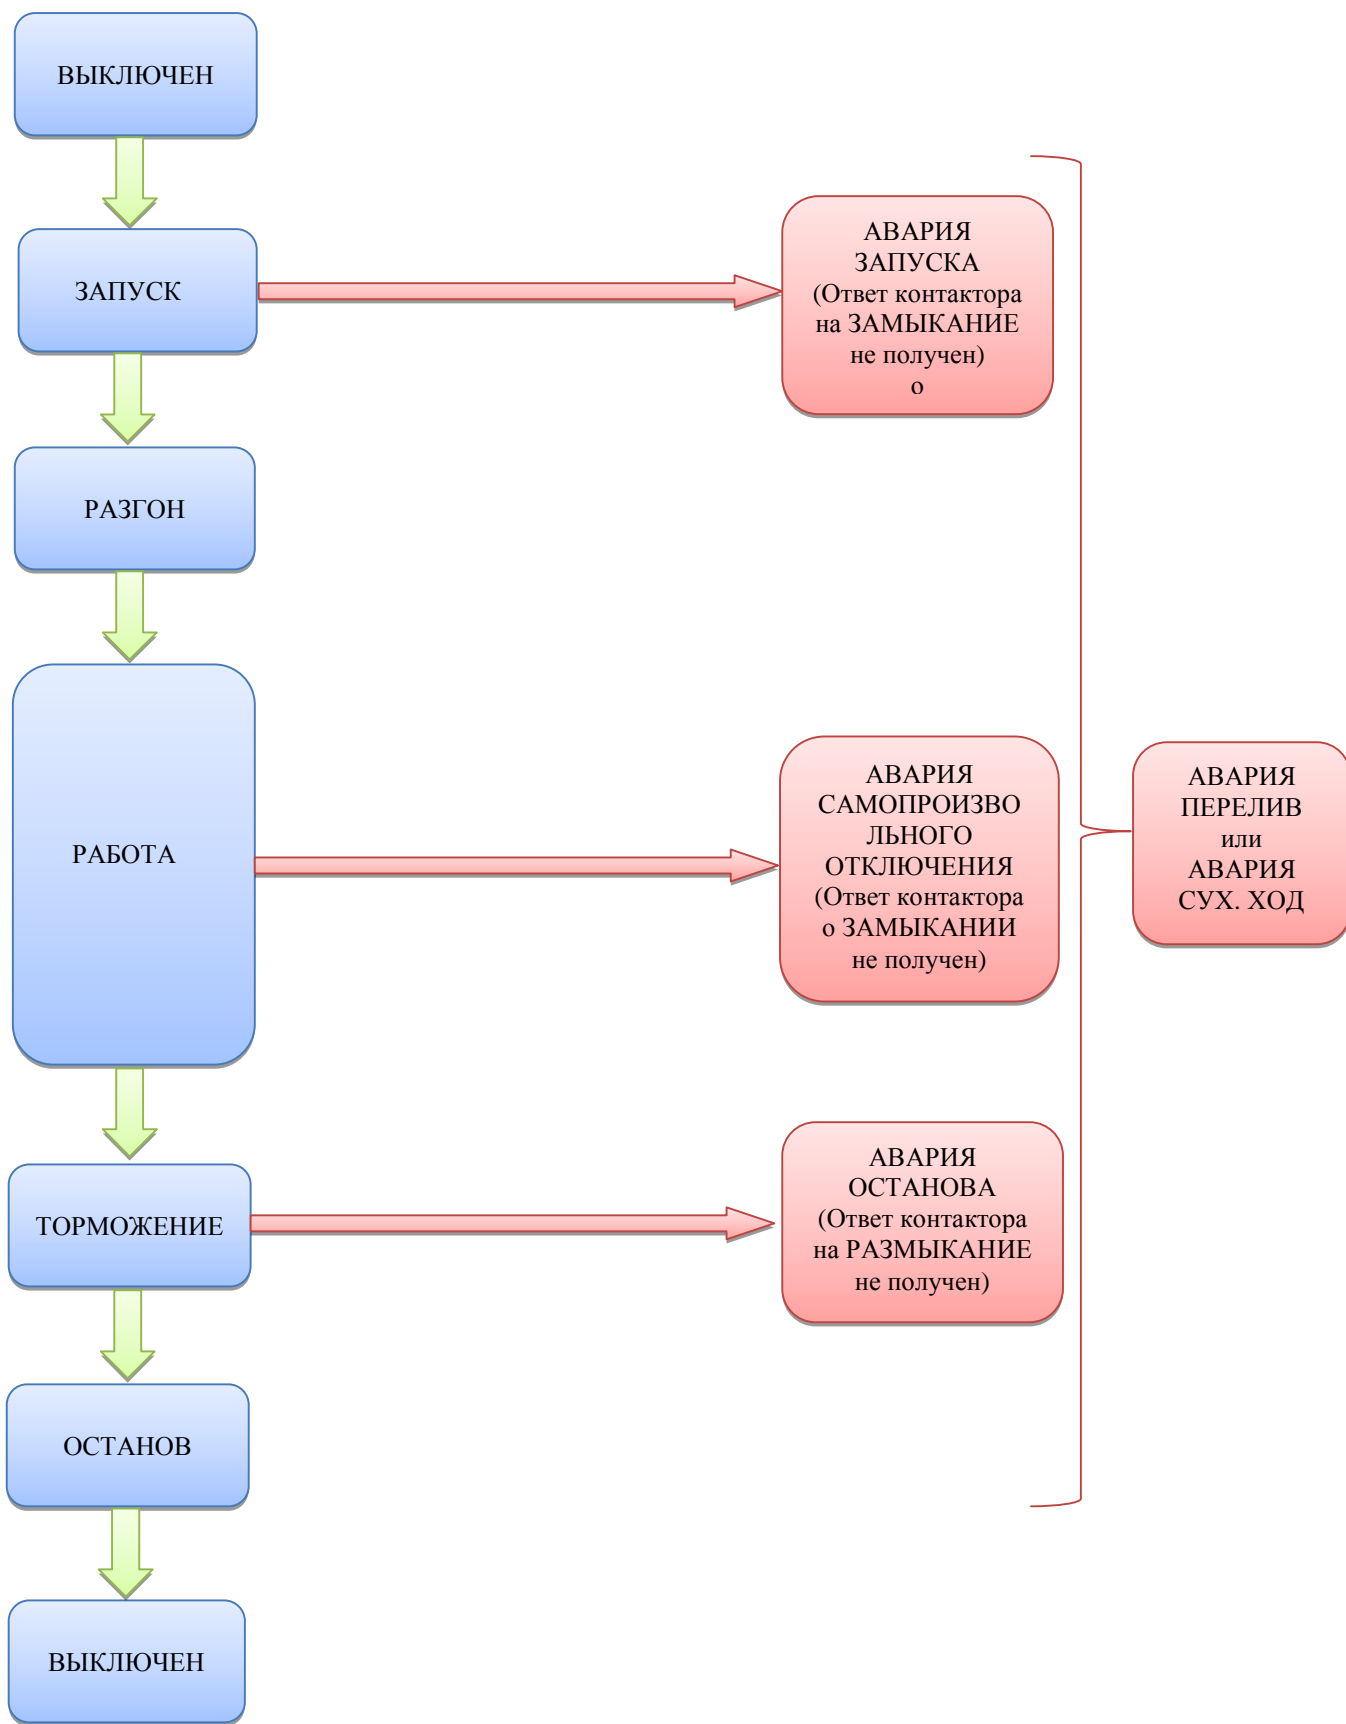 ВЫКЛЮЧЕН
ЗАПУСК
АВАРИЯ
ЗАПУСКА
(Ответ контактора
на ЗАМЫКАНИЕ
не получен)
о
РАЗГОН
РАБОТА
АВАРИЯ
САМОПРОИЗВО
ЛЬНОГО
ОТКЛЮЧЕНИЯ
(Ответ контактора
о ЗАМЫКАНИИ
не получен)
АВАРИЯ
ПЕРЕЛИВ
или
АВАРИЯ
СУХ. ХОД
ТОРМОЖЕНИЕ
АВАРИЯ
ОСТАНОВА
(Ответ контактора
на РАЗМЫКАНИЕ
не получен)
ОСТАНОВ
ВЫКЛЮЧЕН